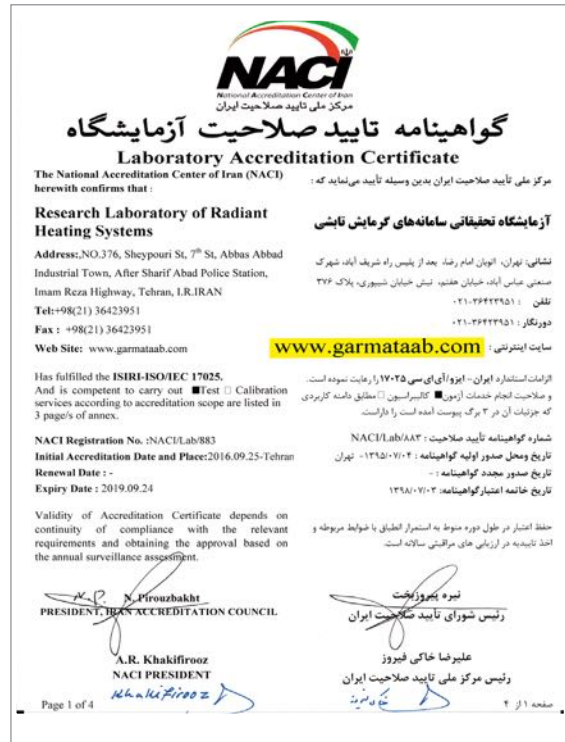 NACI
National Accreditation Center of Iran
مرکز ملی تایید صلاحیت ایران
گواهینامه تایید صلاحیت آزمایشگاه
Laboratory Accreditation Certificate
The National Accreditation Center of Iran (NACI)
herewith confirms that :
Research Laboratory of Radiant
Heating Systems
Address:,NO.376, Sheypouri St, 7th St, Abbas Abbad
Industrial Town, After Sharif Abad Police Station,
Imam Reza Highway, Tehran, I.R.IRAN
Tel:+98(21) 36423951
Fax : +98(21) 36423951
Web Site: www.garmataab.com
Has fulfilled the ISIRI-ISO/IEC 17025.
And is competent to carry out ■Test □ Calibration
services according to accreditation scope are listed in
3 page/s of annex.
NACI Registration No. :NACI/Lab/883
Initial Accreditation Date and Place:2016.09.25-Tehran
Renewal Date : -
Expiry Date : 2019.09.24
Validity of Accreditation Certificate depends on
continuity of compliance with the relevant
requirements and obtaining the approval based on
the annual surveillance assessment.
N. P.
N. Pirouzbakht
PRESIDENT, IRAN ACCREDITATION COUNCIL
A.R. Khakifirooz
NACI PRESIDENT
Khakifirooz
Page 1 of 4
مرکز ملی تأیید صلاحیت ایران بدین وسیله تأیید می‌نماید که :
آزمایشگاه تحقیقاتی سامانه‌های گرمایش تابشی
نشانی: تهران، اتوبان امام رضا، بعد از پلیس راه شریف آباد، شهرک
صنعتی عباس آباد، خیابان هفتم، نبش خیابان شیپوری، پلاک ۳۷۶
تلفن : ۰۲۱-۳۶۴۲۳۹۵۱
دورنگار : ۰۲۱-۳۶۴۲۳۹۵۱
سایت اینترنتی : www.garmataab.com
الزامات استاندارد ایران - ایزو/آی‌ای سی ۱۷۰۲۵ را رعایت نموده است.
و صلاحیت انجام خدمات آزمون■ کالیبراسیون □ مطابق دامنه کاربردی
که جزئیات آن در ۳ برگ پیوست آمده است را داراست.
شماره گواهینامه تأیید صلاحیت : NACI/Lab/۸۸۳
تاریخ ومحل صدور اولیه گواهینامه : ۱۳۹۵/۰۷/۰۴- تهران
تاریخ صدور مجدد گواهینامه : -
تاریخ خاتمه اعتبارگواهینامه: ۱۳۹۸/۰۷/۰۳
حفظ اعتبار در طول دوره منوط به استمرار انطباق با ضوابط مربوطه و
اخذ تاییدیه در ارزیابی های مراقبتی سالانه است.
نیره پیروزبخت
رئیس شورای تأیید صلاحیت ایران
علیرضا خاکی فیروز
رئیس مرکز ملی تایید صلاحیت ایران
صفحه ۱ از ۴